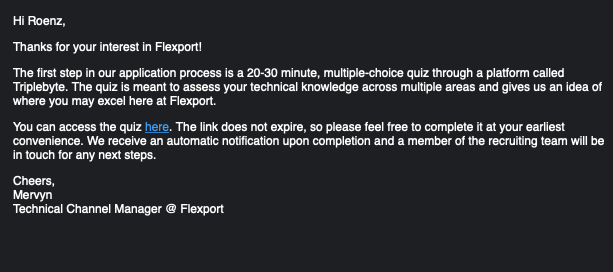 Hi Roenz,
Thanks for your interest in Flexport!
The first step in our application process is a 20-30 minute, multiple-choice quiz through a platform called
Triplebyte. The quiz is meant to assess your technical knowledge across multiple areas and gives us an idea of
where you may excel here at Flexport.
You can access the quiz here. The link does not expire, so please feel free to complete it at your earliest
convenience. We receive an automatic notification upon completion and a member of the recruiting team will be
in touch for any next steps.
Cheers,
Mervyn
Technical Channel Manager @ Flexport